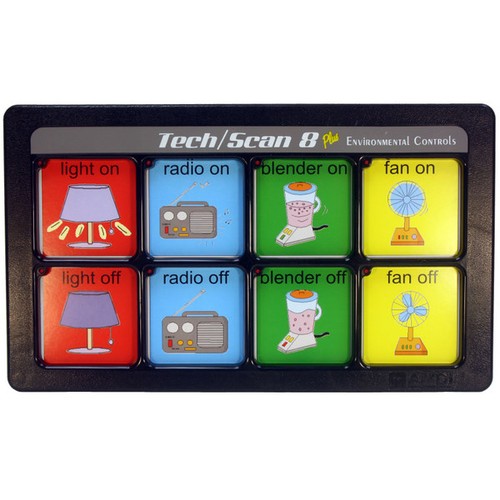 Tech/Scan 8 Plus Environmental Controls
light on radio on blender on fan on
light off radio off blender off fan off
AMDi